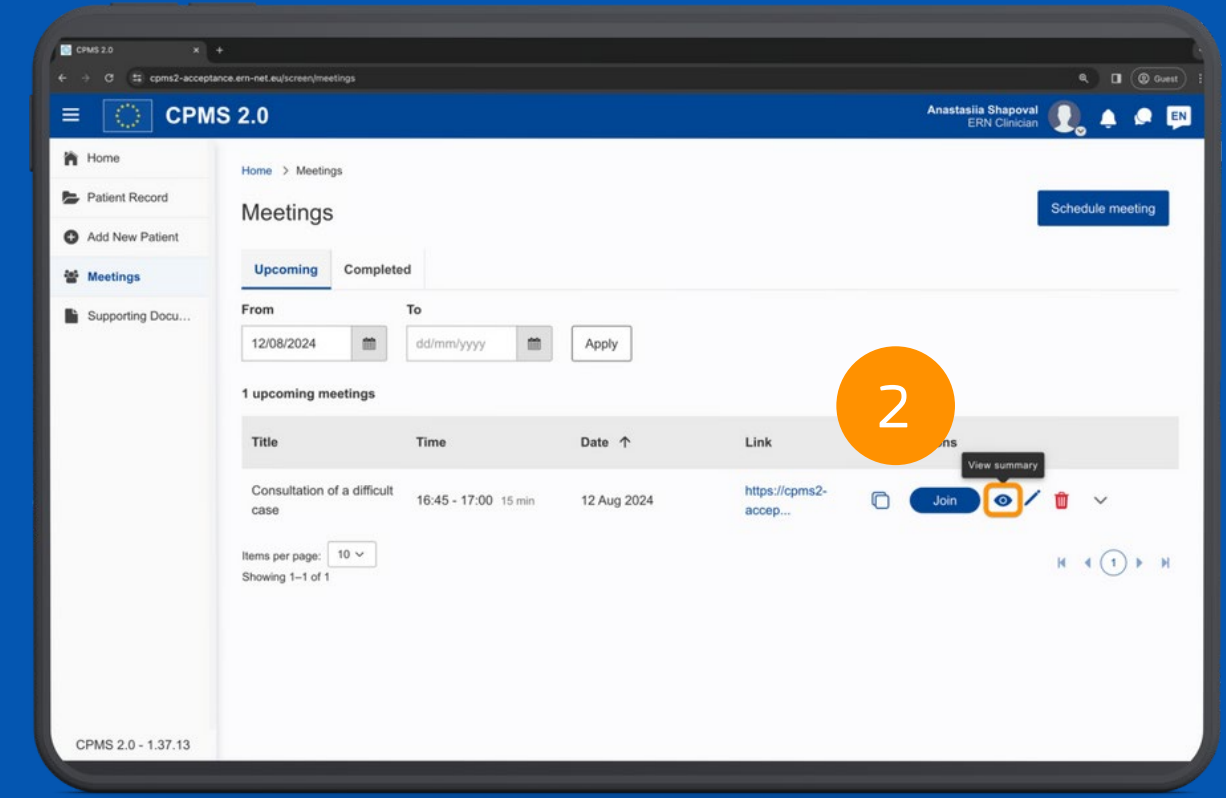 CPMS 2.0
cpms2-acceptance.ern-net.eu/screen/meetings
Guest
CPMS 2.0
Anastasiia Shapoval
ERN Clinician
EN
Home
Patient Record
Add New Patient
Meetings
Supporting Docu...
CPMS 2.0 - 1.37.13
Home > Meetings
Meetings
Schedule meeting
Upcoming Completed
From To
12/08/2024 dd/mm/yyyy Apply
1 upcoming meetings
2
Title Time Date ↑ Link ons
View summary
Consultation of a difficult
case
16:45 - 17:00 15 min
12 Aug 2024
https://cpms2-
accep...
Join
Items per page: 10
Showing 1–1 of 1
1